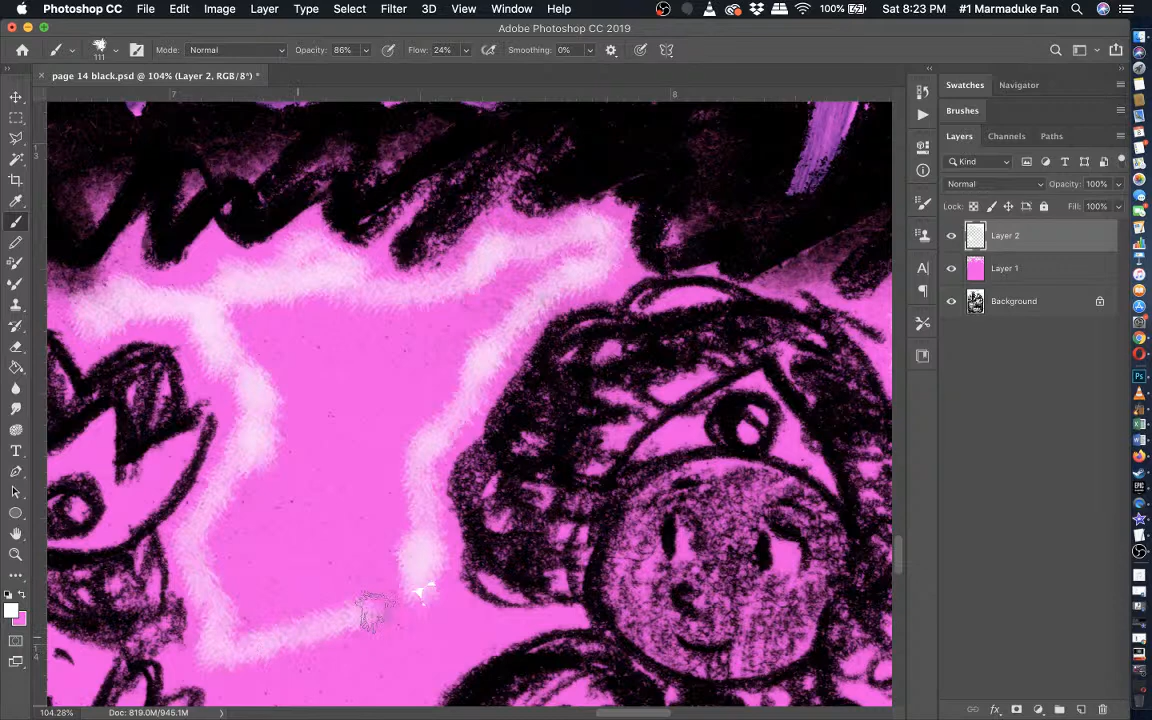 Photoshop CC File Edit Image Layer Type Select Filter 3D View Window Help 100% Sat 8:23 PM #1 Marmaduke Fan
Adobe Photoshop CC 2019
111 Mode: Normal Opacity: 86% Flow: 24% Smoothing: 0%
page 14 black.psd @ 104% (Layer 2, RGB/8*) *
7 8
Swatches Navigator
Brushes
Layers Channels Paths
Kind
Normal Opacity: 100%
Lock: Fill: 100%
Layer 2
Layer 1
Background
104.28% Doc: 819.0M/945.1M